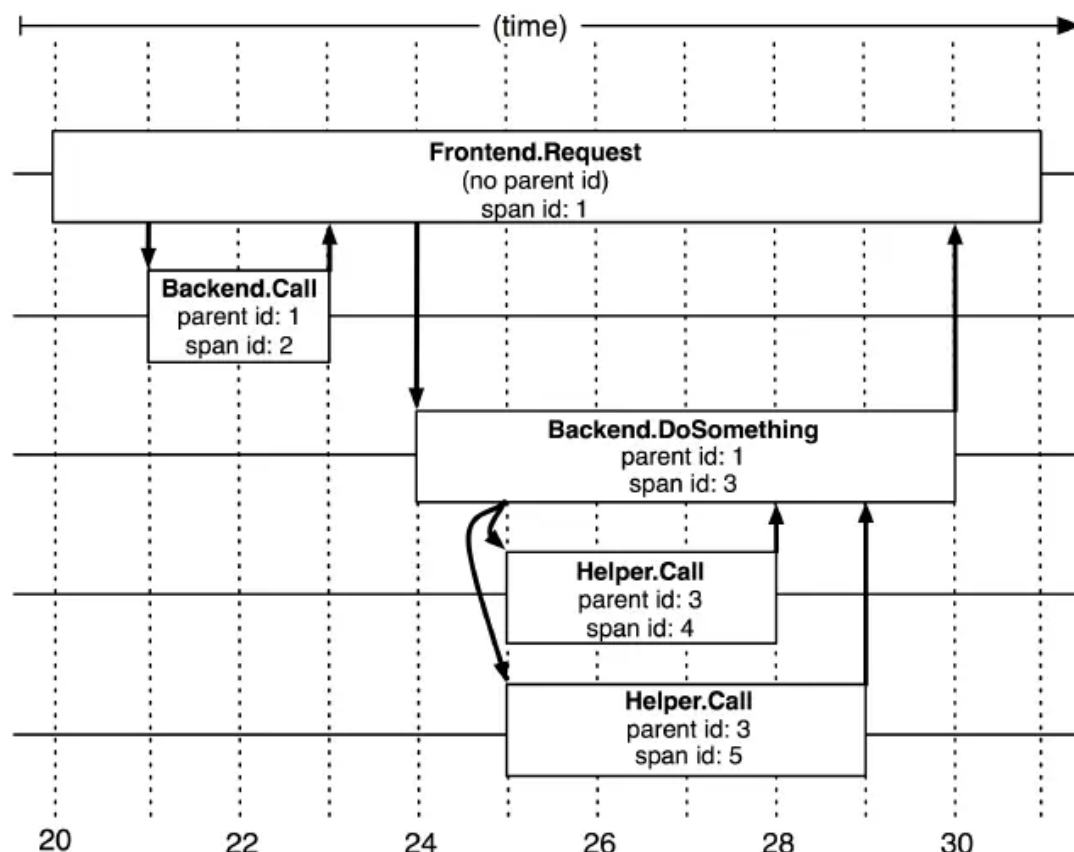 (time)
Frontend.Request
(no parent id)
span id: 1
Backend.Call
parent id: 1
span id: 2
Backend.DoSomething
parent id: 1
span id: 3
Helper.Call
parent id: 3
span id: 4
Helper.Call
parent id: 3
span id: 5
20 22 24 26 28 30